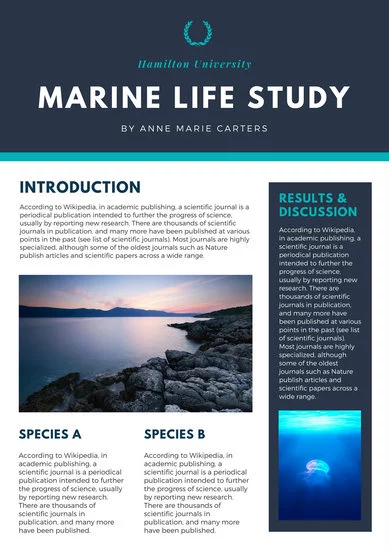 Hamilton University
MARINE LIFE STUDY
BY ANNE MARIE CARTERS
INTRODUCTION
According to Wikipedia, in academic publishing, a scientific journal is a
periodical publication intended to further the progress of science,
usually by reporting new research. There are thousands of scientific
journals in publication, and many more have been published at various
points in the past (see list of scientific journals). Most journals are highly
specialized, although some of the oldest journals such as Nature
publish articles and scientific papers across a wide range.
SPECIES A
According to Wikipedia, in
academic publishing, a
scientific journal is a periodical
publication intended to further
the progress of science, usually
by reporting new research.
There are thousands of
scientific journals in
publication, and many more
have been published.
SPECIES B
According to Wikipedia, in
academic publishing, a
scientific journal is a periodical
publication intended to further
the progress of science, usually
by reporting new research.
There are thousands of
scientific journals in
publication, and many more
have been published.
RESULTS &
DISCUSSION
According to Wikipedia,
in academic publishing, a
scientific journal is a
periodical publication
intended to further the
progress of science,
usually by reporting new
research. There are
thousands of scientific
journals in publication,
and many more have
been published at various
points in the past (see list
of scientific journals).
Most journals are highly
specialized, although
some of the oldest
journals such as Nature
publish articles and
scientific papers across a
wide range.